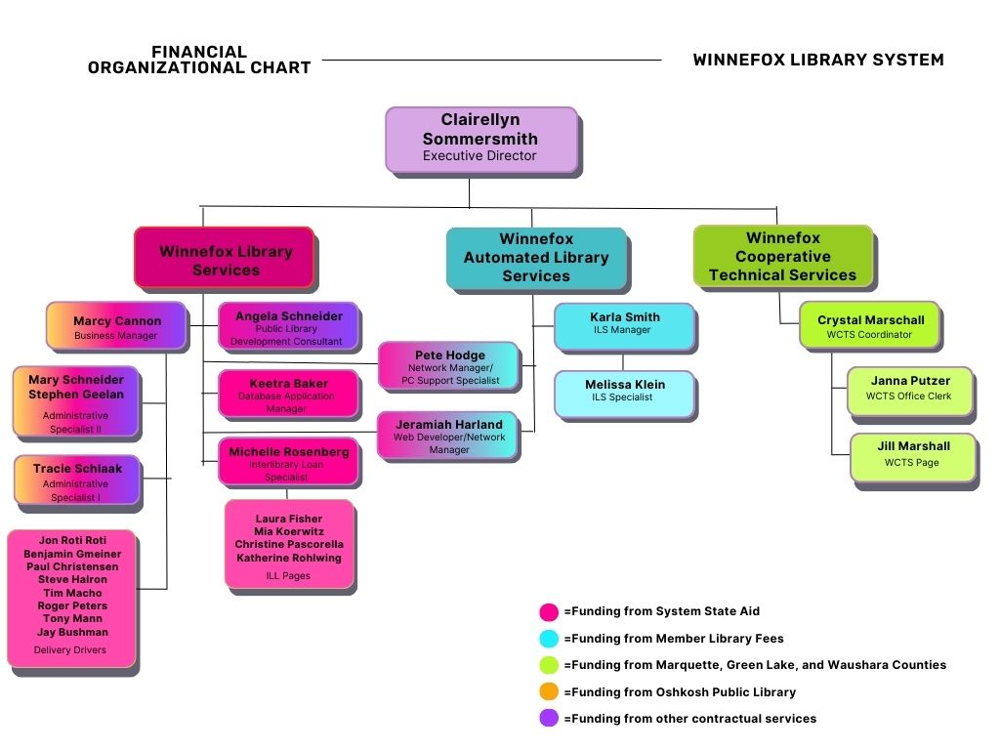 FINANCIAL
ORGANIZATIONAL CHART
WINNEFOX LIBRARY SYSTEM
Clairellyn
Sommersmith
Executive Director
Winnefox Library
Services
Winnefox
Automated Library
Services
Winnefox
Cooperative
Technical Services
Marcy Cannon
Business Manager
Angela Schneider
Public Library
Development Consultant
Karla Smith
ILS Manager
Crystal Marschall
WCTS Coordinator
Pete Hodge
Network Manager/
PC Support Specialist
Mary Schneider
Stephen Geelan
Administrative
Specialist II
Keetra Baker
Database Application
Manager
Melissa Klein
ILS Specialist
Janna Putzer
WCTS Office Clerk
Jeramiah Harland
Web Developer/Network
Manager
Michelle Rosenberg
Interlibrary Loan
Specialist
Jill Marshall
WCTS Page
Tracie Schlaak
Administrative
Specialist I
Laura Fisher
Mia Koerwitz
Christine Pascorella
Katherine Rohlwing
ILL Pages
Jon Roti Roti
Benjamin Gmeiner
Paul Christensen
Steve Halron
Tim Macho
Roger Peters
Tony Mann
Jay Bushman
Delivery Drivers
=Funding from System State Aid
=Funding from Member Library Fees
=Funding from Marquette, Green Lake, and Waushara Counties
=Funding from Oshkosh Public Library
=Funding from other contractual services